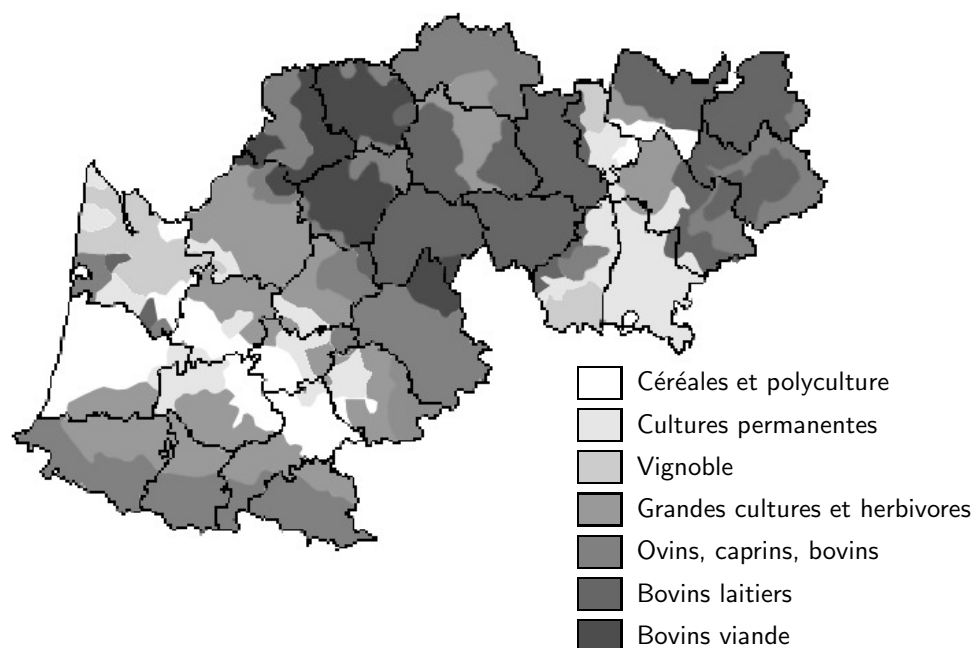 Céréales et polyculture
Cultures permanentes
Vignoble
Grandes cultures et herbivores
Ovins, caprins, bovins
Bovins laitiers
Bovins viande